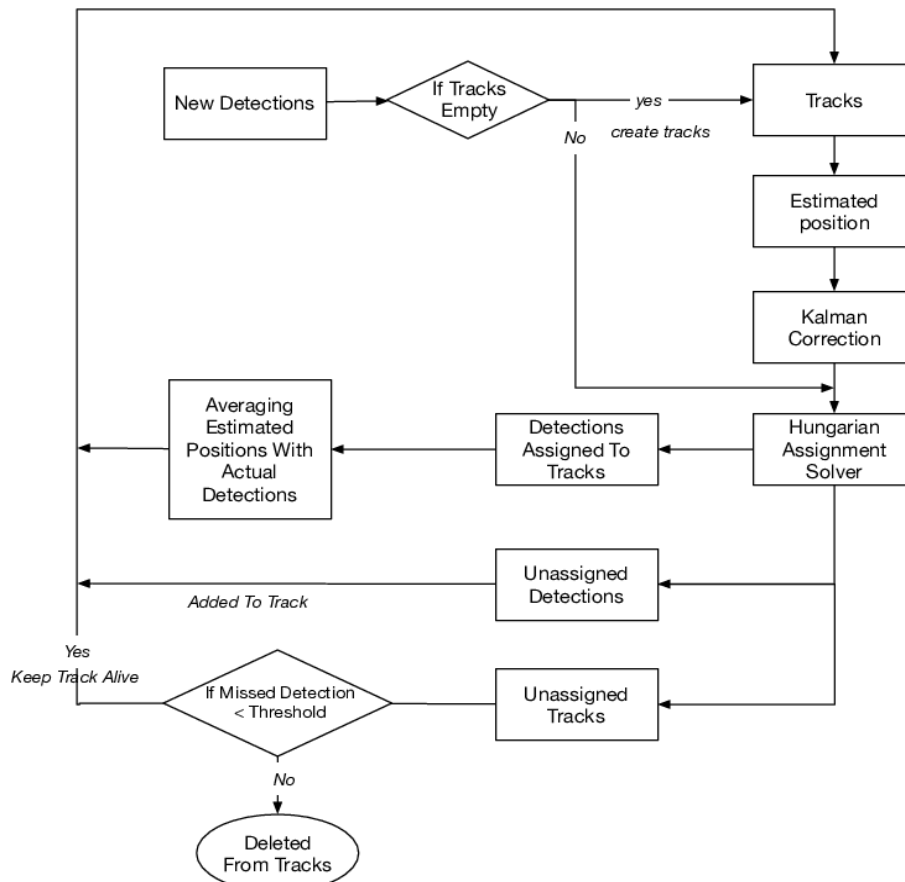 New Detections
If Tracks
Empty
yes
create tracks
No
Tracks
Estimated
position
Kalman
Correction
Averaging
Estimated
Positions With
Actual
Detections
Detections
Assigned To
Tracks
Hungarian
Assignment
Solver
Unassigned
Detections
Added To Track
Yes
Keep Track Alive
If Missed Detection
< Threshold
Unassigned
Tracks
No
Deleted
From Tracks